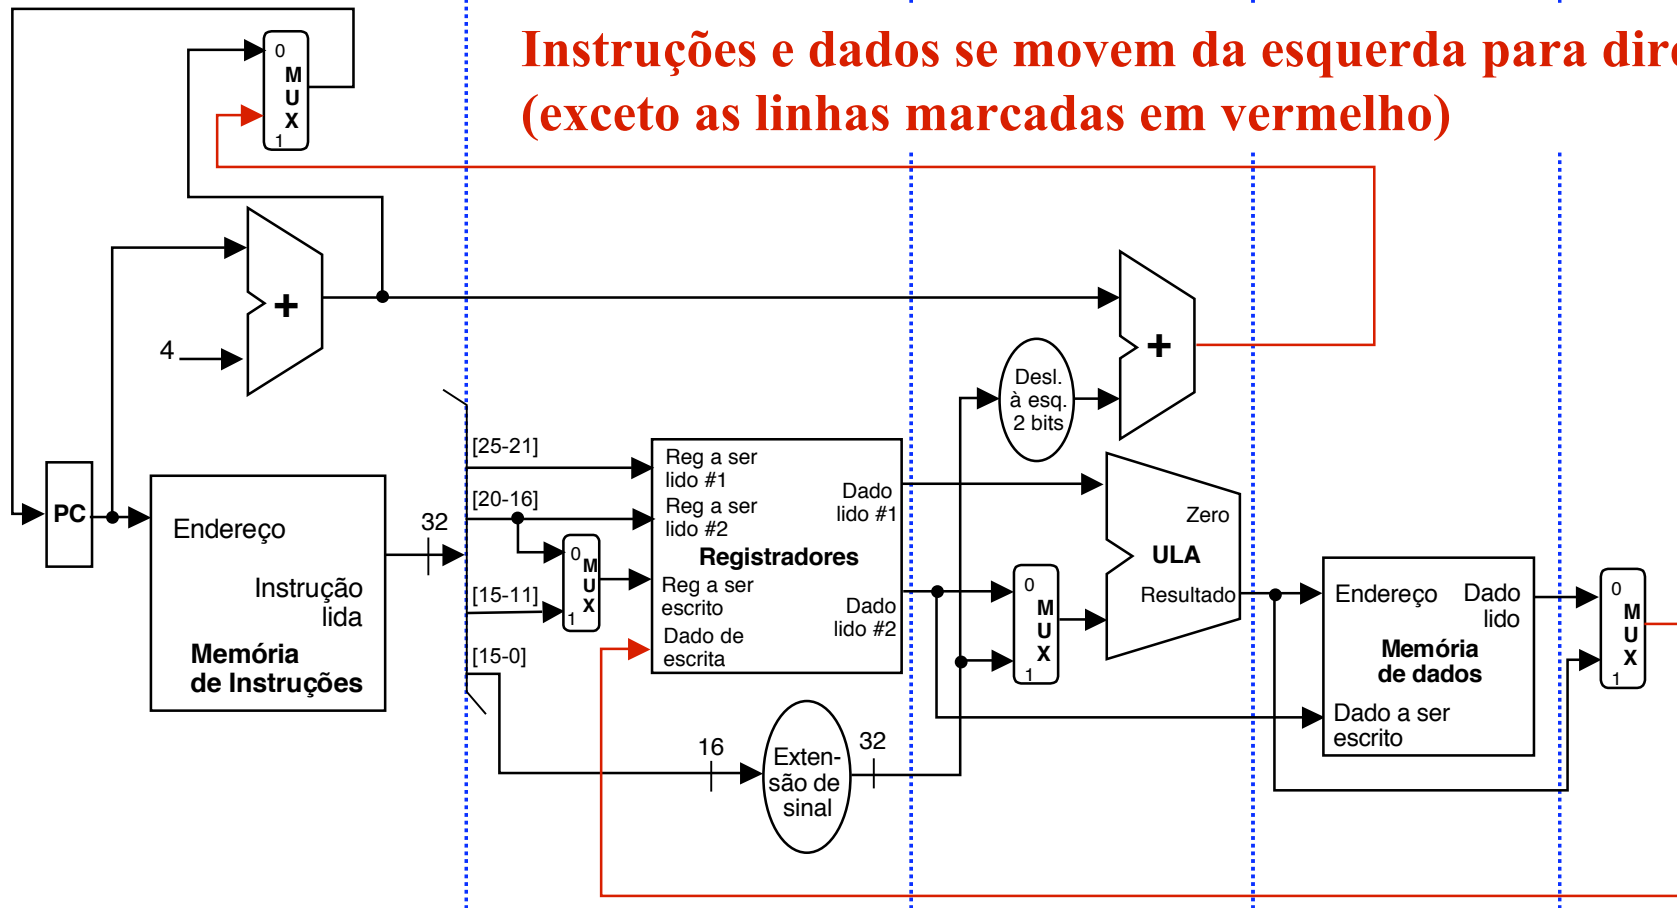 Instruções e dados se movem da esquerda para dire
(exceto as linhas marcadas em vermelho)
0
M
U
X
1
+
4
PC
Endereço
Instrução
lida
Memória
de Instruções
32
[25-21]
[20-16]
[15-11]
[15-0]
0
M
U
X
1
Reg a ser
lido #1
Reg a ser
lido #2
Registradores
Reg a ser
escrito
Dado de
escrita
Dado
lido #1
Dado
lido #2
16
Exten-
são de
sinal
32
Desl.
à esq.
2 bits
+
0
M
U
X
1
Zero
ULA
Resultado
Endereço
Dado
lido
Memória
de dados
Dado a ser
escrito
0
M
U
X
1